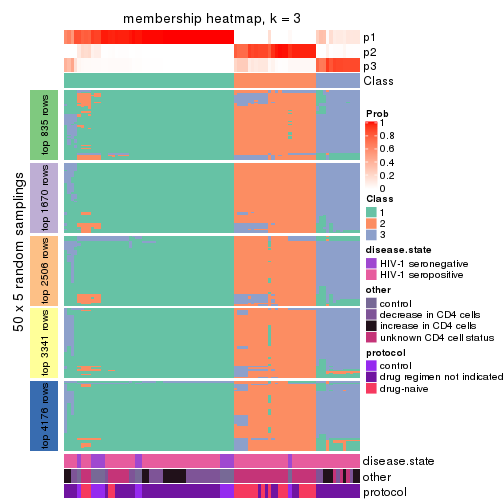 membership heatmap, k = 3
p1
p2
p3
Class
50 x 5 random samplings
top 835 rows
top 1670 rows
top 2506 rows
top 3341 rows
top 4176 rows
Prob
1
0.8
0.6
0.4
0.2
0
Class
1
2
3
disease.state
HIV-1 seronegative
HIV-1 seropositive
other
control
decrease in CD4 cells
increase in CD4 cells
unknown CD4 cell status
protocol
control
drug regimen not indicated
drug-naive
disease.state
other
protocol